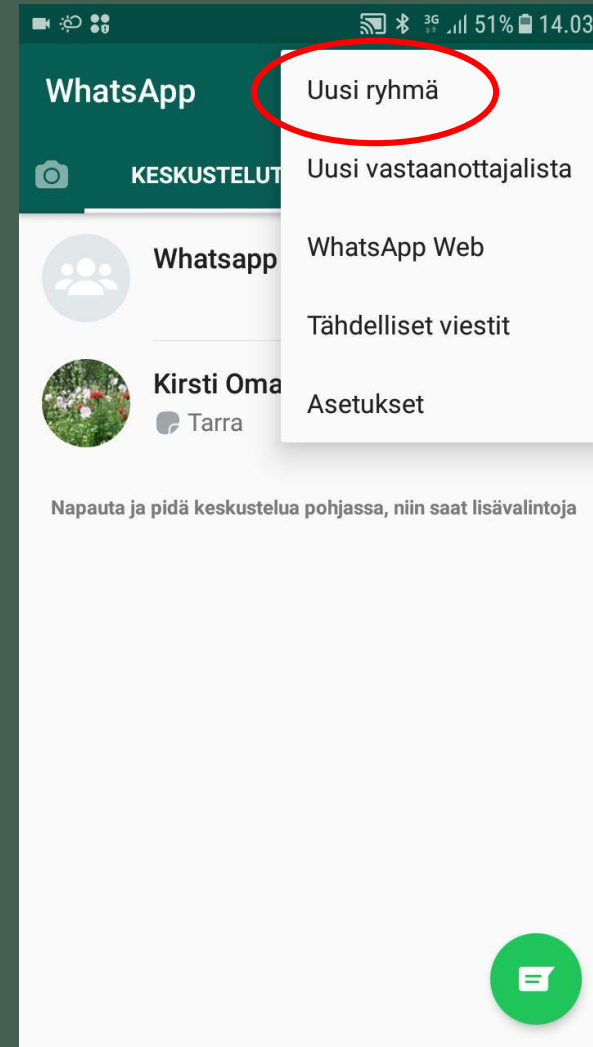 3G 51% 14.03
WhatsApp
Uusi ryhmä
KESKUSTELUT
Uusi vastaanottajalista
WhatsApp Web
Tähdelliset viestit
Asetukset
Whatsapp
Kirsti Oma
Tarra
Napauta ja pidä keskustelua pohjassa, niin saat lisävalintoja